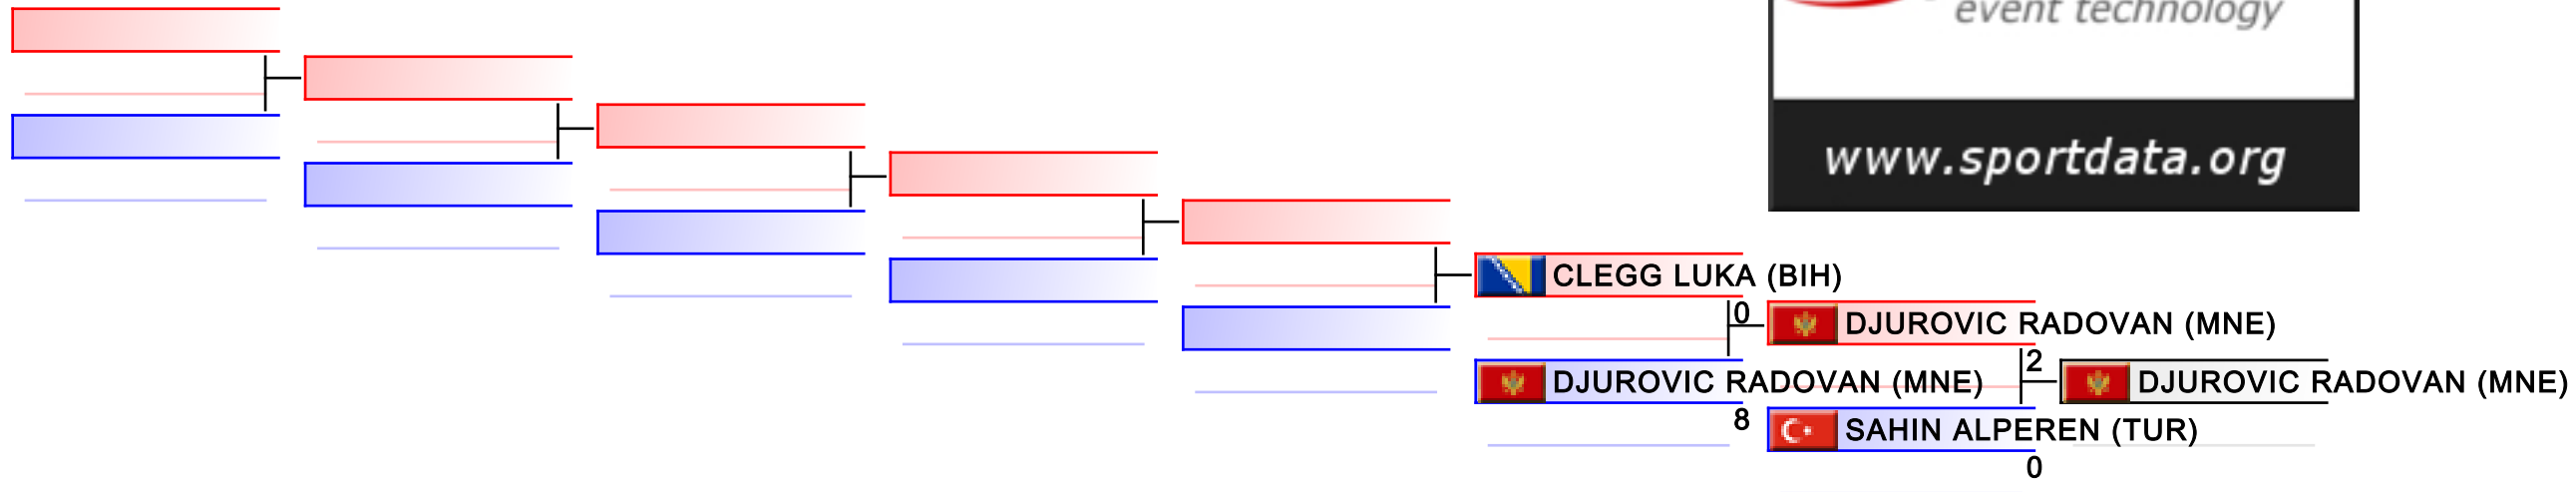 event technology
www.sportdata.org
CLEGG LUKA (BIH)
0
DJUROVIC RADOVAN (MNE)
2
DJUROVIC RADOVAN (MNE)
DJUROVIC RADOVAN (MNE)
8
SAHIN ALPEREN (TUR)
0